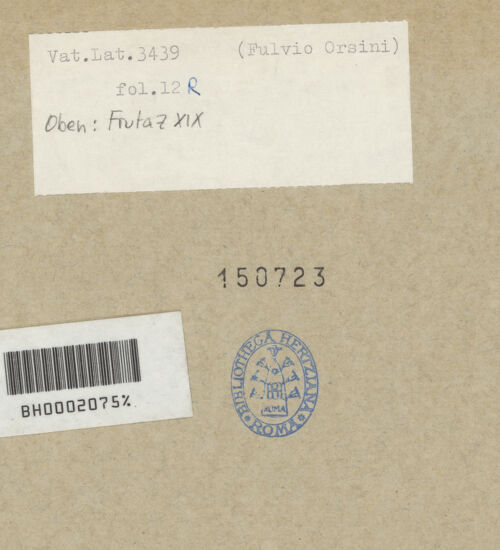 Vat.Lat.3439 (Fulvio Orsini)
fol.12 R
Oben: Frutaz XIX
150723
BH0002075%
BIBLIOTHECA HERTZIANA
ROMA